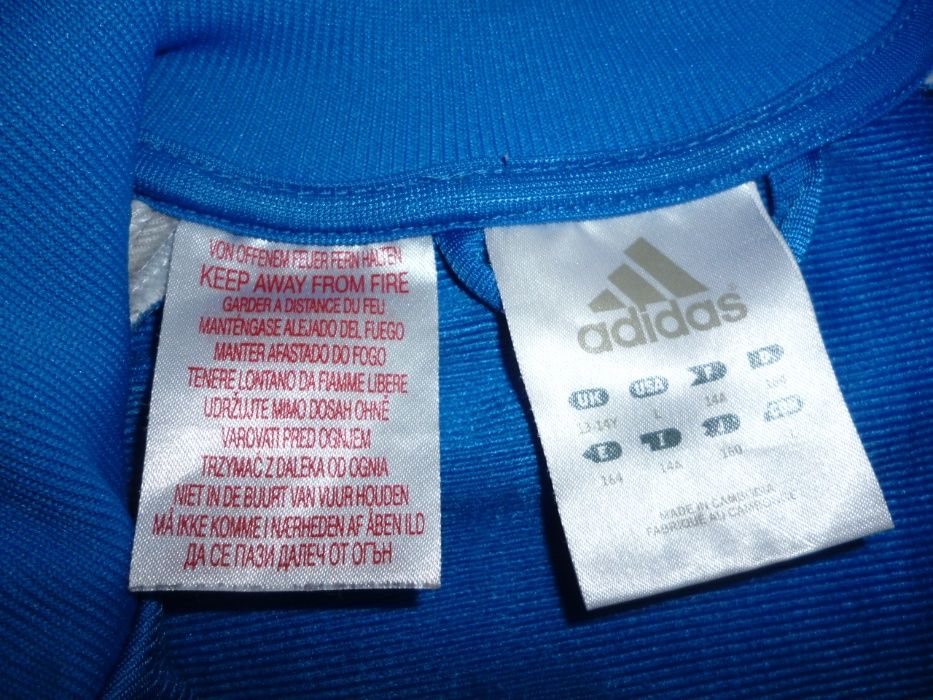 VON OFFENEM FEUER FERN HALTEN
KEEP AWAY FROM FIRE
GARDER A DISTANCE DU FEU
MANTENGASE ALEJADO DEL FUEGO
MANTER AFASTADO DO FOGO
TENERE LONTANO DA FIAMME LIBERE
UDRŽUJTE MIMO DOSAH OHNĚ
VAROVATI PRED OGNJEM
TRZYMAC Z DALEKA OD OGNIA
NIET IN DE BUURT VAN VUUR HOUDEN
MÅ IKKE KOMME I NÆRHEDEN AF ÅBEN ILD
ДА СЕ ПАЗИ ДАЛЕЧ ОТ ОГЪН
adidas
UK USA F
13-14Y L 14A 164
E I J
164 14A 160 L
MADE IN CAMBODIA
FABRIQUE AU CAMBODGE